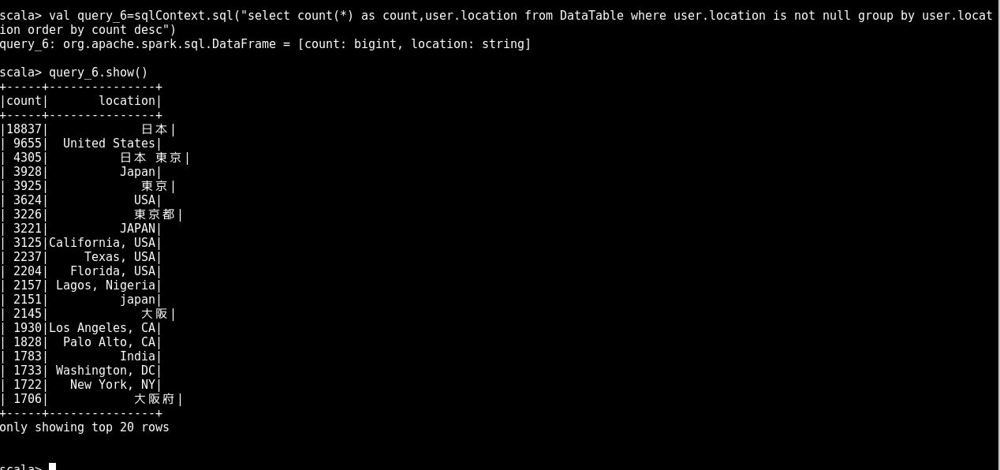 scala> val query_6=sqlContext.sql("select count(*) as count,user.location from DataTable where user.location is not null group by user.locat
ion order by count desc")
query_6: org.apache.spark.sql.DataFrame = [count: bigint, location: string]
scala> query_6.show()
+-----+---------------+
|count|       location|
+-----+---------------+
|18837|             日本|
| 9655|  United States|
| 4305|          日本 東京|
| 3928|          Japan|
| 3925|             東京|
| 3624|            USA|
| 3226|            東京都|
| 3221|          JAPAN|
| 3125|California, USA|
| 2237|     Texas, USA|
| 2204|   Florida, USA|
| 2157| Lagos, Nigeria|
| 2151|          japan|
| 2145|             大阪|
| 1930|Los Angeles, CA|
| 1828|  Palo Alto, CA|
| 1783|          India|
| 1733| Washington, DC|
| 1722|   New York, NY|
| 1706|            大阪府|
+-----+---------------+
only showing top 20 rows
scala>